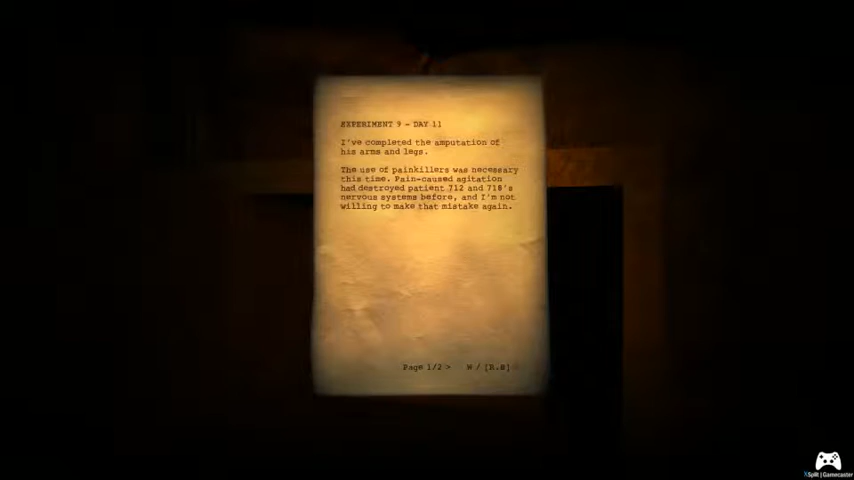 EXPERIMENT 9 - DAY 11
I've completed the amputation of
his arms and legs.
The use of painkillers was necessary
this time. Pain-caused agitation
had destroyed patient 712 and 718's
nervous systems before, and I'm not
willing to make that mistake again.
Page 1/2 >
XSplit | Gamecaster